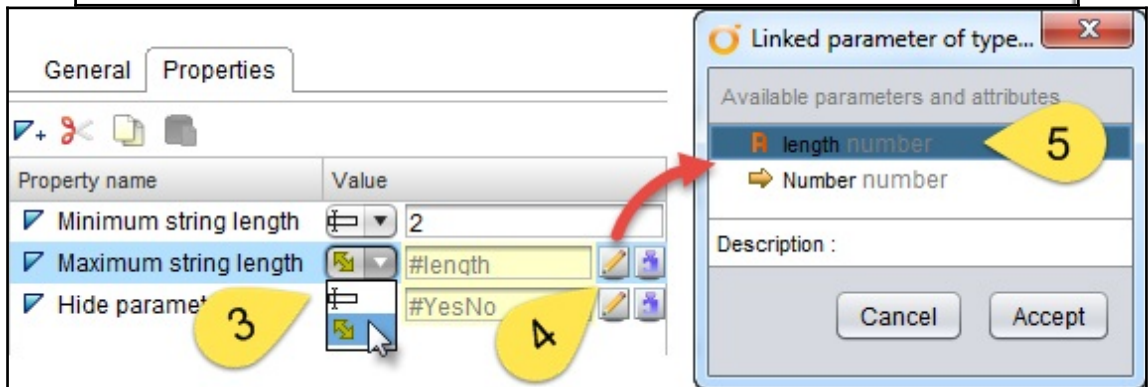 General Properties
Property name Value
Minimum string length 2
Maximum string length #length
Hide paramet #YesNo
3
4
Linked parameter of type...
Available parameters and attributes
length number
5
Number number
Description :
Cancel Accept